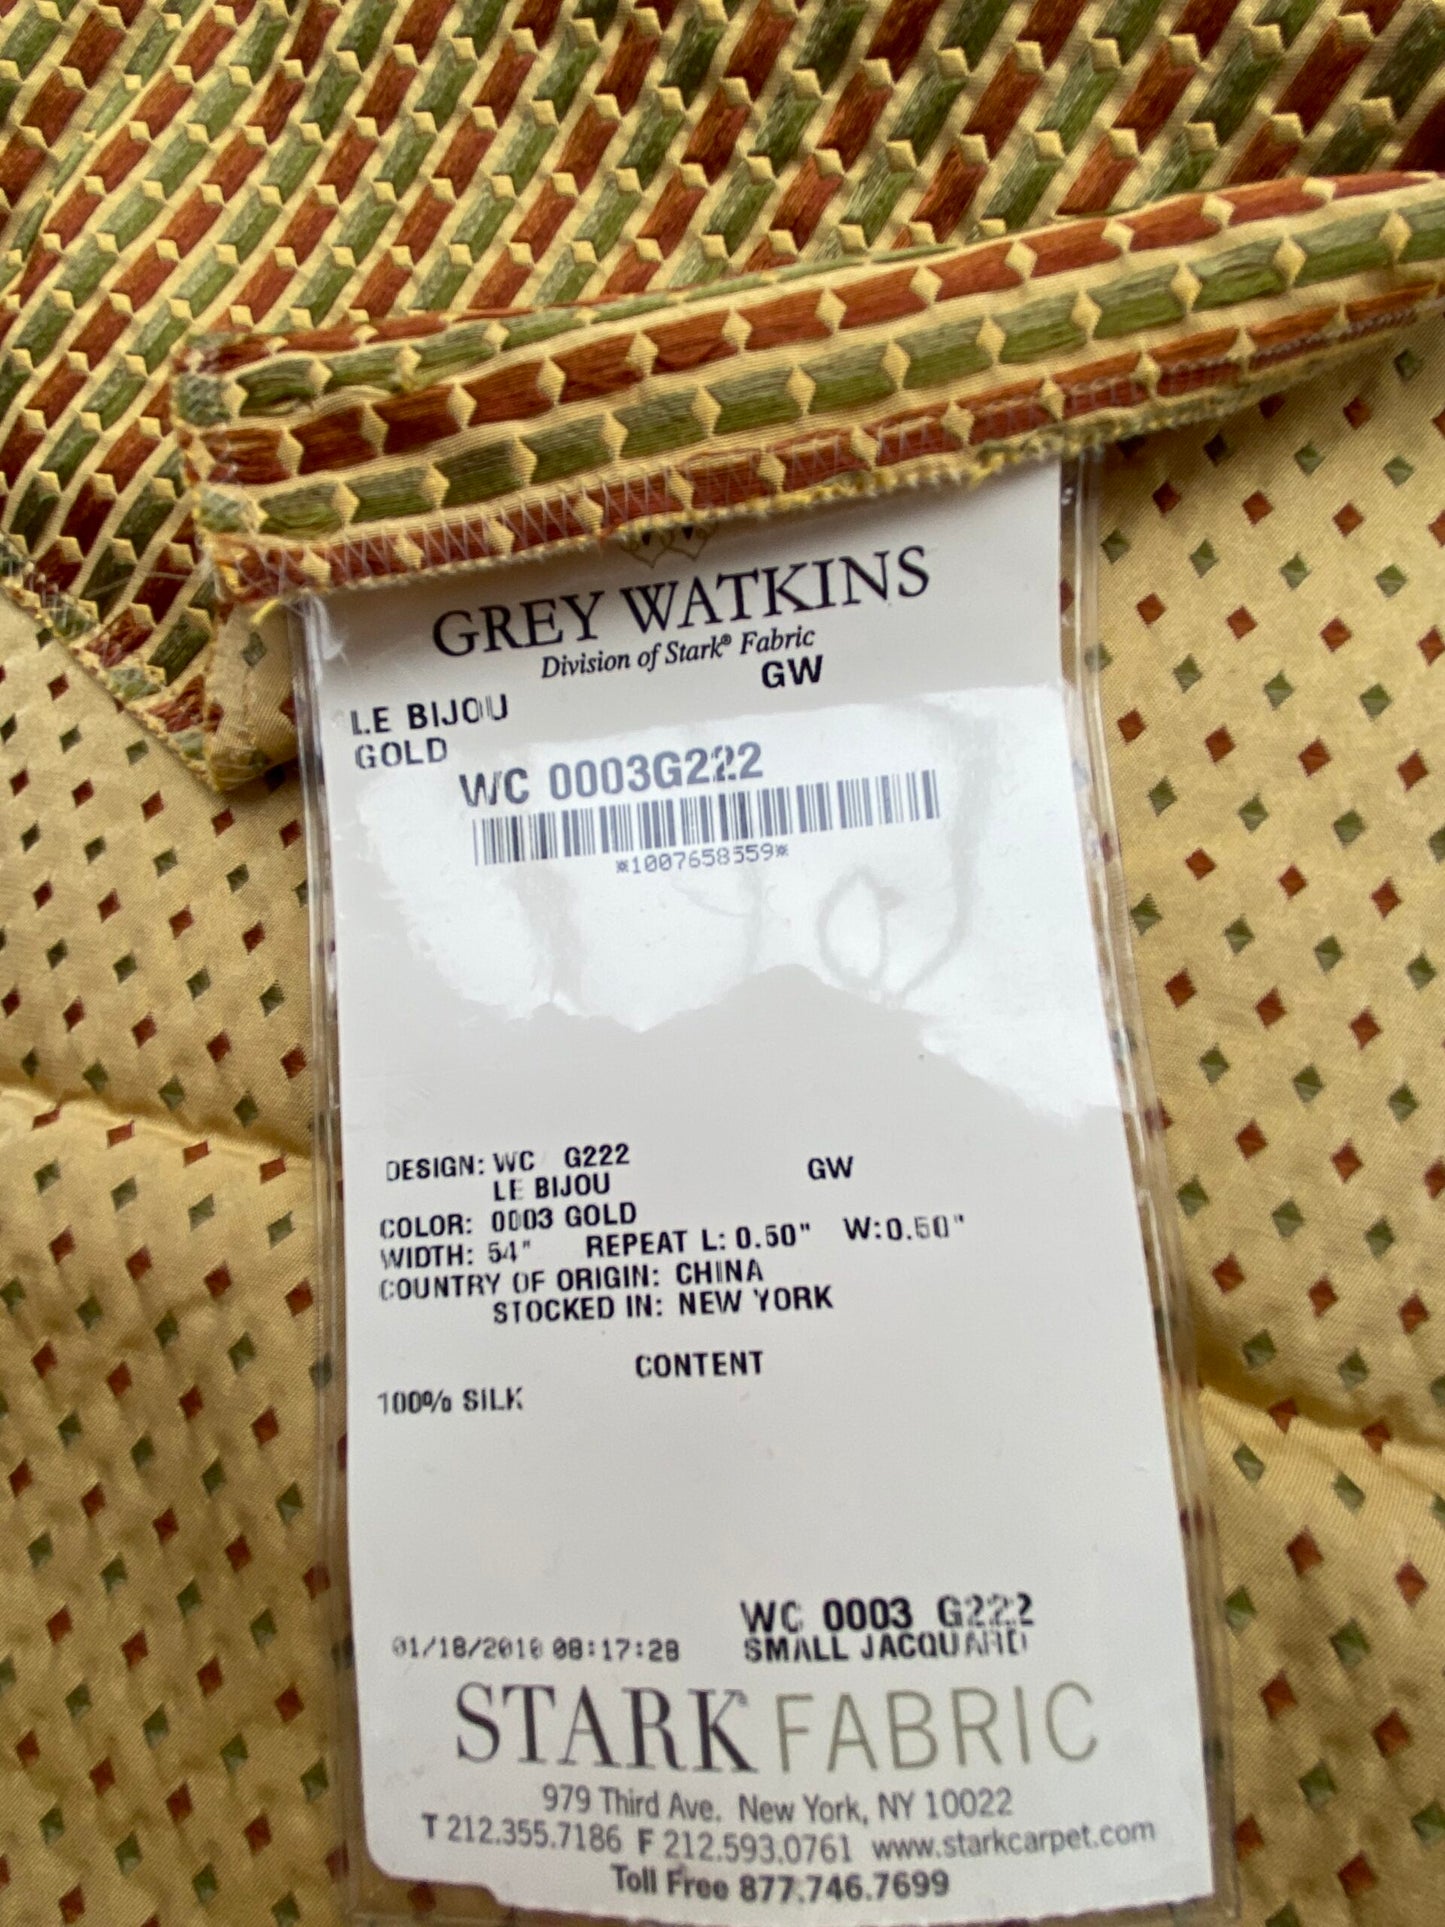 GREY WATKINS
Division of Stark® Fabric
GW
LE BIJOU
GOLD
WC 0003G222
*1007658559*
DESIGN: WC G222 GW
LE BIJOU
COLOR: 0003 GOLD
WIDTH: 54" REPEAT L: 0.50" W:0.50"
COUNTRY OF ORIGIN: CHINA
STOCKED IN: NEW YORK
CONTENT
100% SILK
WC 0003 G222
01/18/2010 08:17:28 SMALL JACQUARD
STARK® FABRIC
979 Third Ave. New York, NY 10022
T 212.355.7186 F 212.593.0761 www.starkcarpet.com
Toll Free 877.746.7699